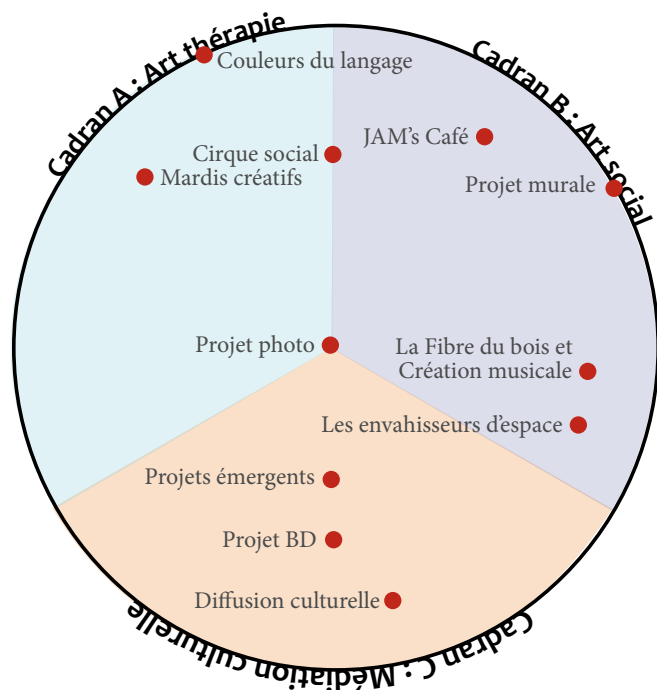 Cadran A : Art thérapie
Cadran B : Art social
Couleurs du langage
JAM’s Café
Cirque social
Mardis créatifs
Projet murale
Projet photo
La Fibre du bois et
Création musicale
Les envahisseurs d’espace
Projets émergents
Projet BD
Diffusion culturelle
Cadran C : Médiation culturelle